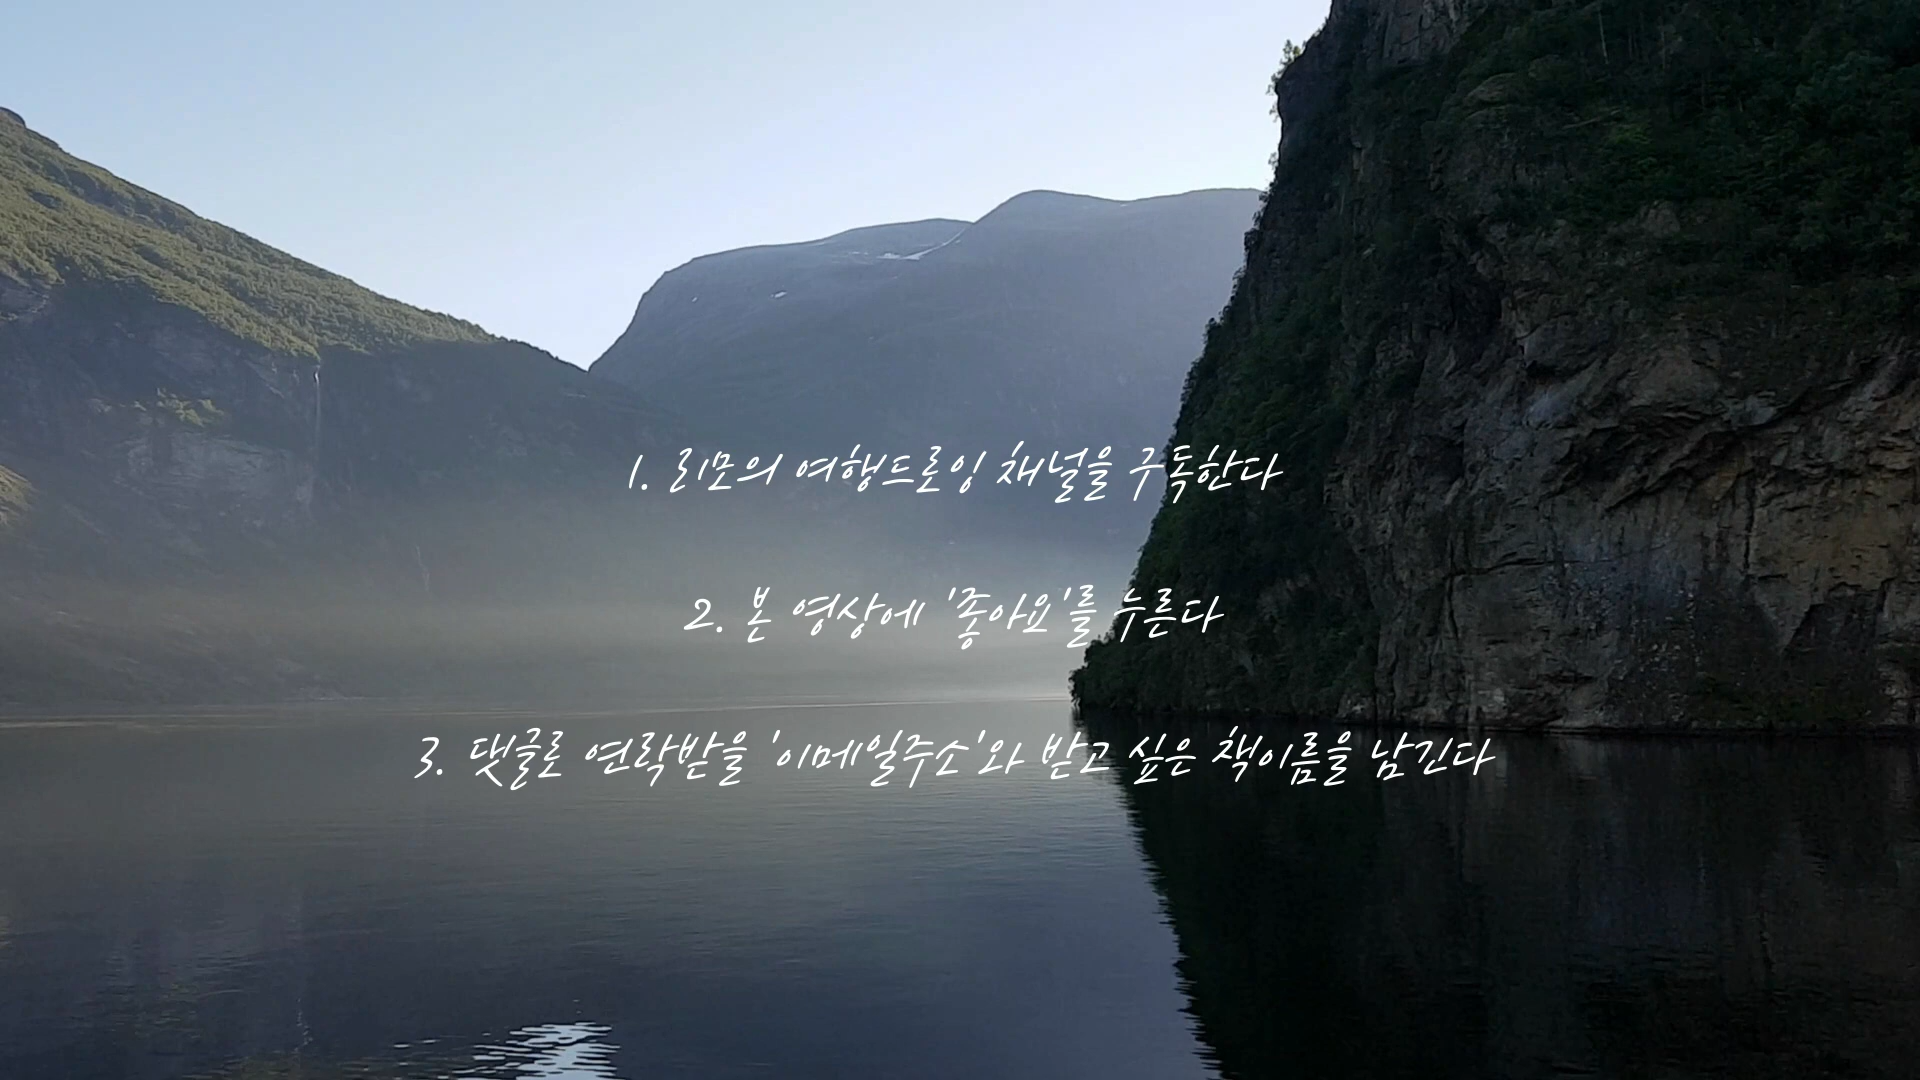 1. 리모의 여행드로잉 채널을 구독한다
2. 본 영상에 '좋아요'를 누른다
3. 댓글로 연락받을 '이메일주소'와 받고 싶은 책이름을 남긴다